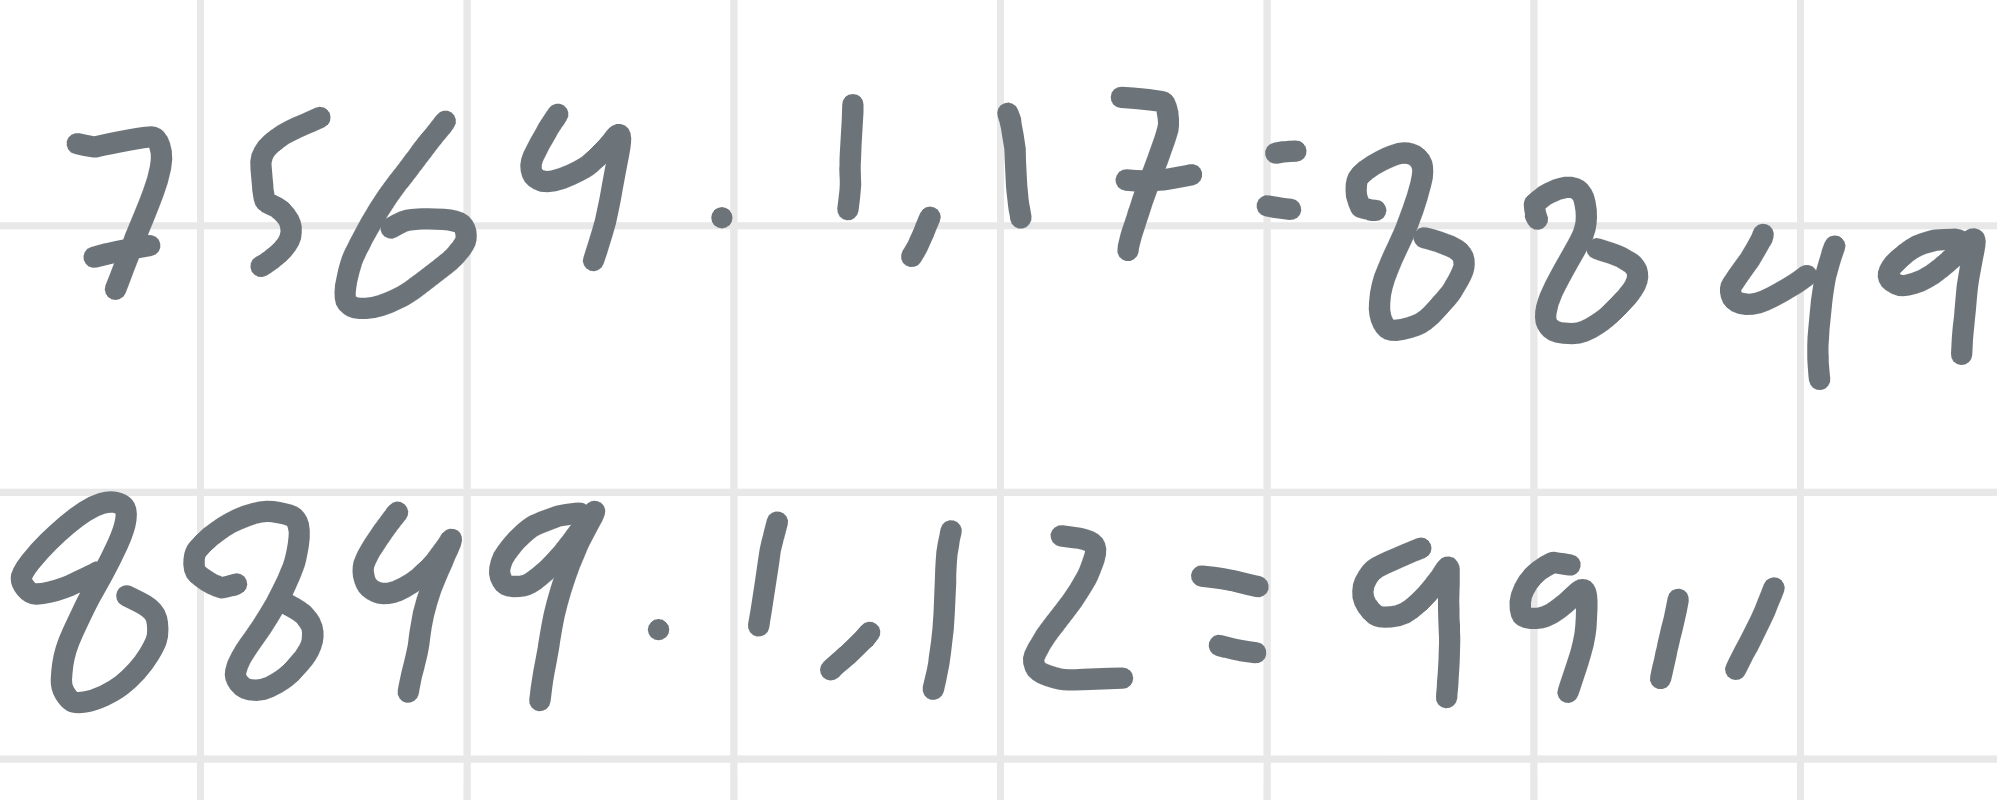 7564 . 1,17 = 8849
8849 . 1,12 = 9911